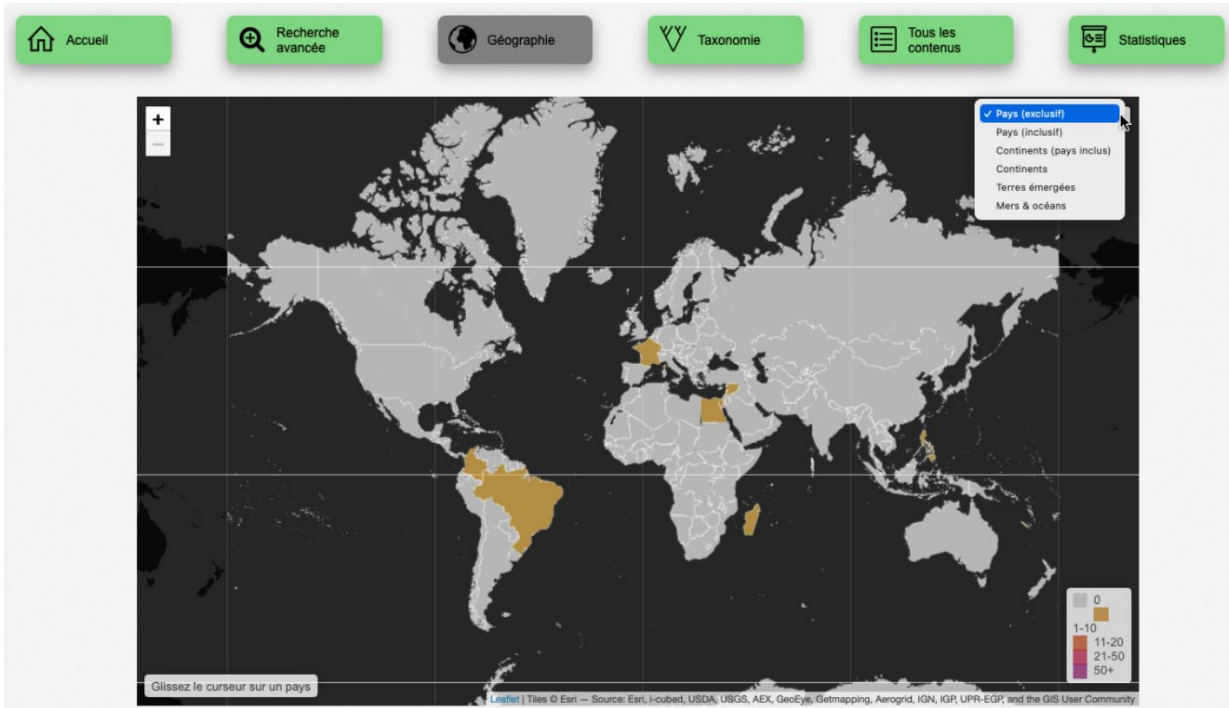 Accueil
Recherche
avancée
Géographie
Taxonomie
Tous les
contenus
Statistiques
+
−
✓ Pays (exclusif)
Pays (inclusif)
Continents (pays inclus)
Continents
Terres émergées
Mers & océans
0
1-10
11-20
21-50
50+
Glissez le curseur sur un pays
Leaflet | Tiles © Esri — Source: Esri, i-cubed, USDA, USGS, AEX, GeoEye, Getmapping, Aerogrid, IGN, IGP, UPR-EGP, and the GIS User Community